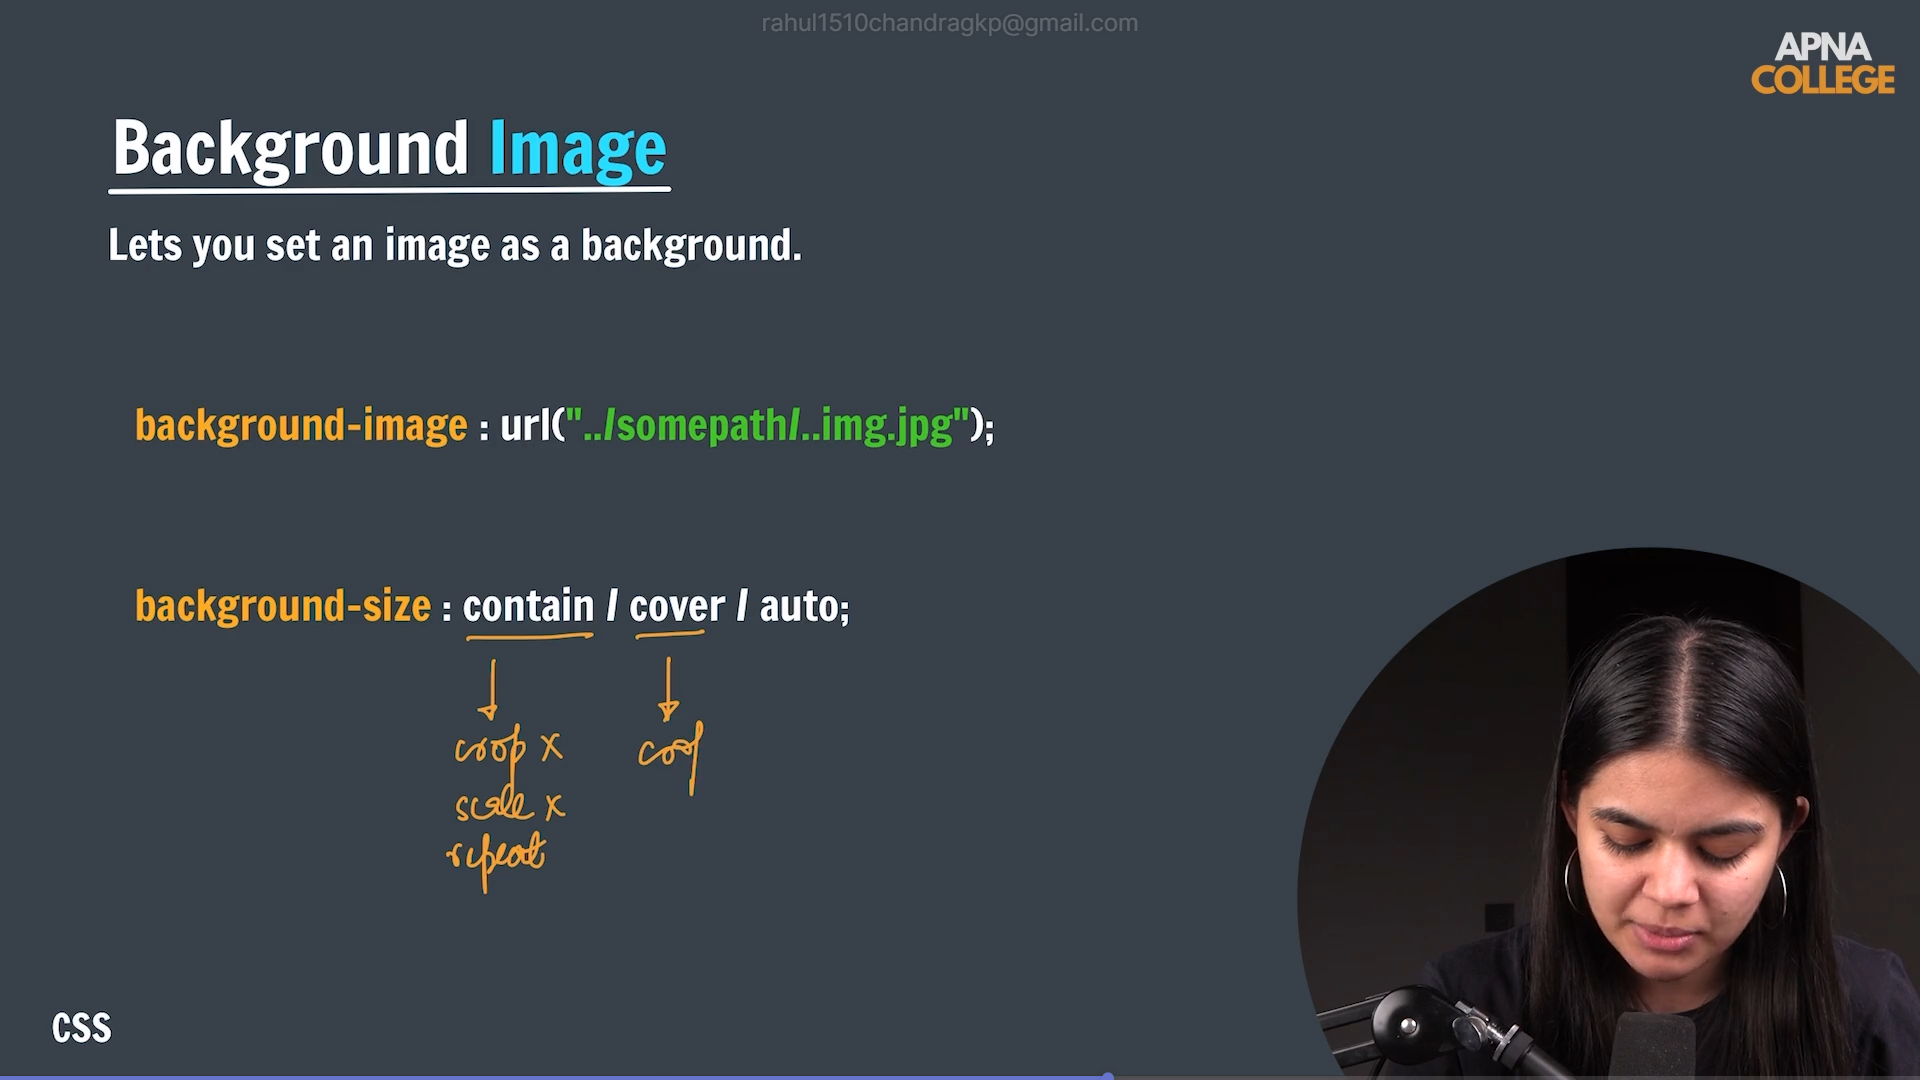 rahul1510chandragkp@gmail.com
APNA
COLLEGE
Background Image
Lets you set an image as a background.
background-image : url("../somepath/..img.jpg");
background-size : contain / cover / auto;
crop x
crop
scale x
repeat
CSS